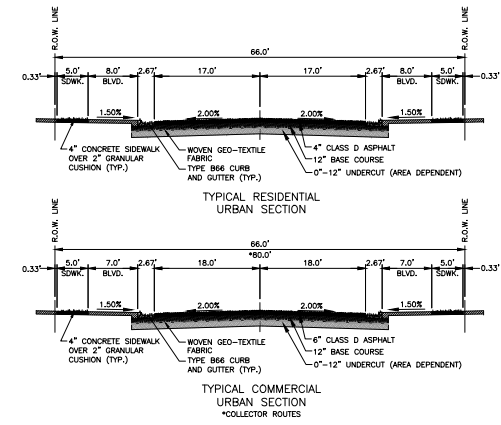 R.O.W. LINE
R.O.W. LINE
66.0'
0.33' 5.0' 8.0' 2.67' 17.0' 17.0' 2.67' 8.0' 5.0' 0.33'
SDWK. BLVD. BLVD. SDWK.
1.50% 2.00% 2.00% 1.50%
4" CONCRETE SIDEWALK
OVER 2" GRANULAR
CUSHION (TYP.)
WOVEN GEO-TEXTILE
FABRIC
TYPE B66 CURB
AND GUTTER (TYP.)
4" CLASS D ASPHALT
12" BASE COURSE
0"-12" UNDERCUT (AREA DEPENDENT)
TYPICAL RESIDENTIAL
URBAN SECTION
R.O.W. LINE
R.O.W. LINE
66.0'
*80.0'
0.33' 5.0' 7.0' 2.67' 18.0' 18.0' 2.67' 7.0' 5.0' 0.33'
SDWK. BLVD. BLVD. SDWK.
1.50% 2.00% 2.00% 1.50%
4" CONCRETE SIDEWALK
OVER 2" GRANULAR
CUSHION (TYP.)
WOVEN GEO-TEXTILE
FABRIC
TYPE B66 CURB
AND GUTTER (TYP.)
6" CLASS D ASPHALT
12" BASE COURSE
0"-12" UNDERCUT (AREA DEPENDENT)
TYPICAL COMMERCIAL
URBAN SECTION
*COLLECTOR ROUTES